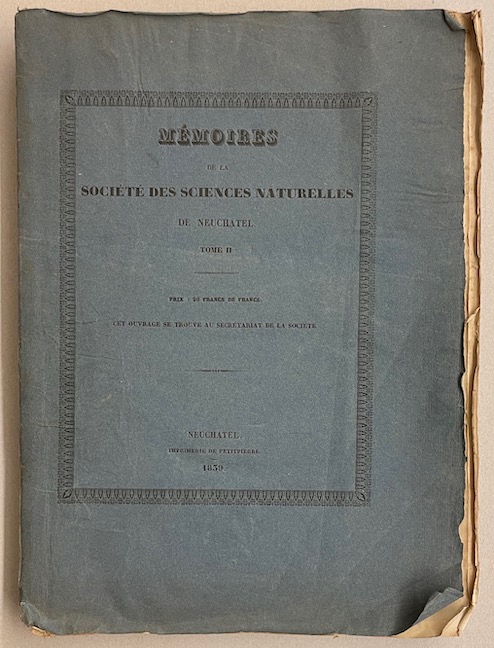 MÉMOIRES
DE LA
SOCIÉTÉ DES SCIENCES NATURELLES
DE NEUCHATEL
TOME II
PRIX : 26 FRANCS DE FRANCE.
CET OUVRAGE SE TROUVE AU SECRÉTARIAT DE LA SOCIÉTÉ
NEUCHATEL,
IMPRIMERIE DE PETITPIERRE.
1839